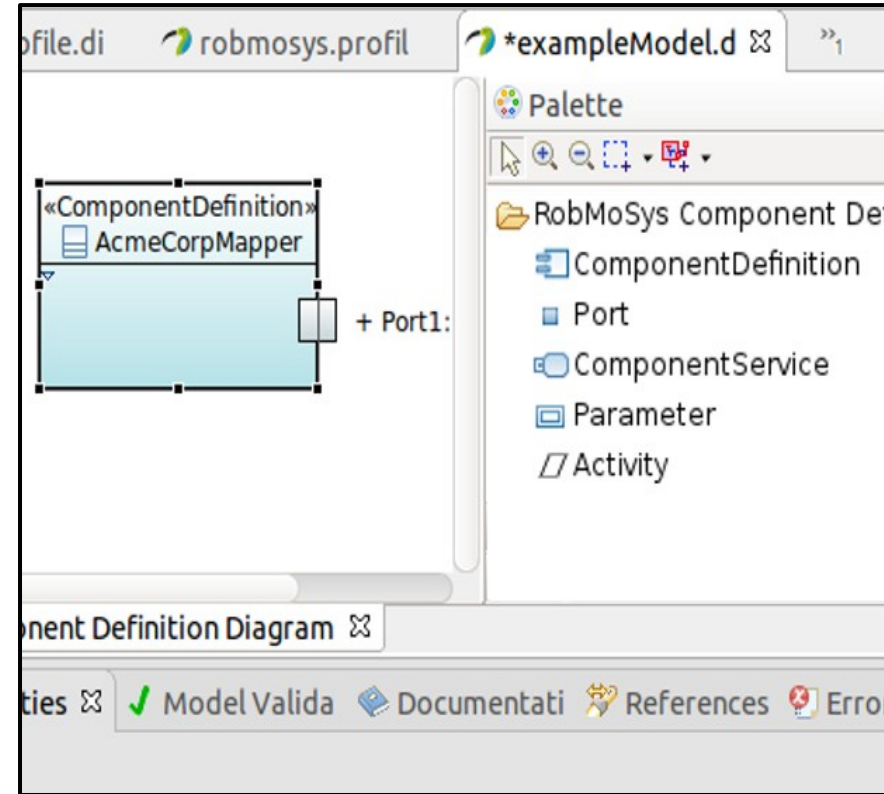 ofile.di robmosys.profil *exampleModel.d »1
Palette
«ComponentDefinition»
AcmeCorpMapper
+ Port1:
RobMoSys Component De
ComponentDefinition
Port
ComponentService
Parameter
Activity
onent Definition Diagram
ties Model Valida Documentati References Erro